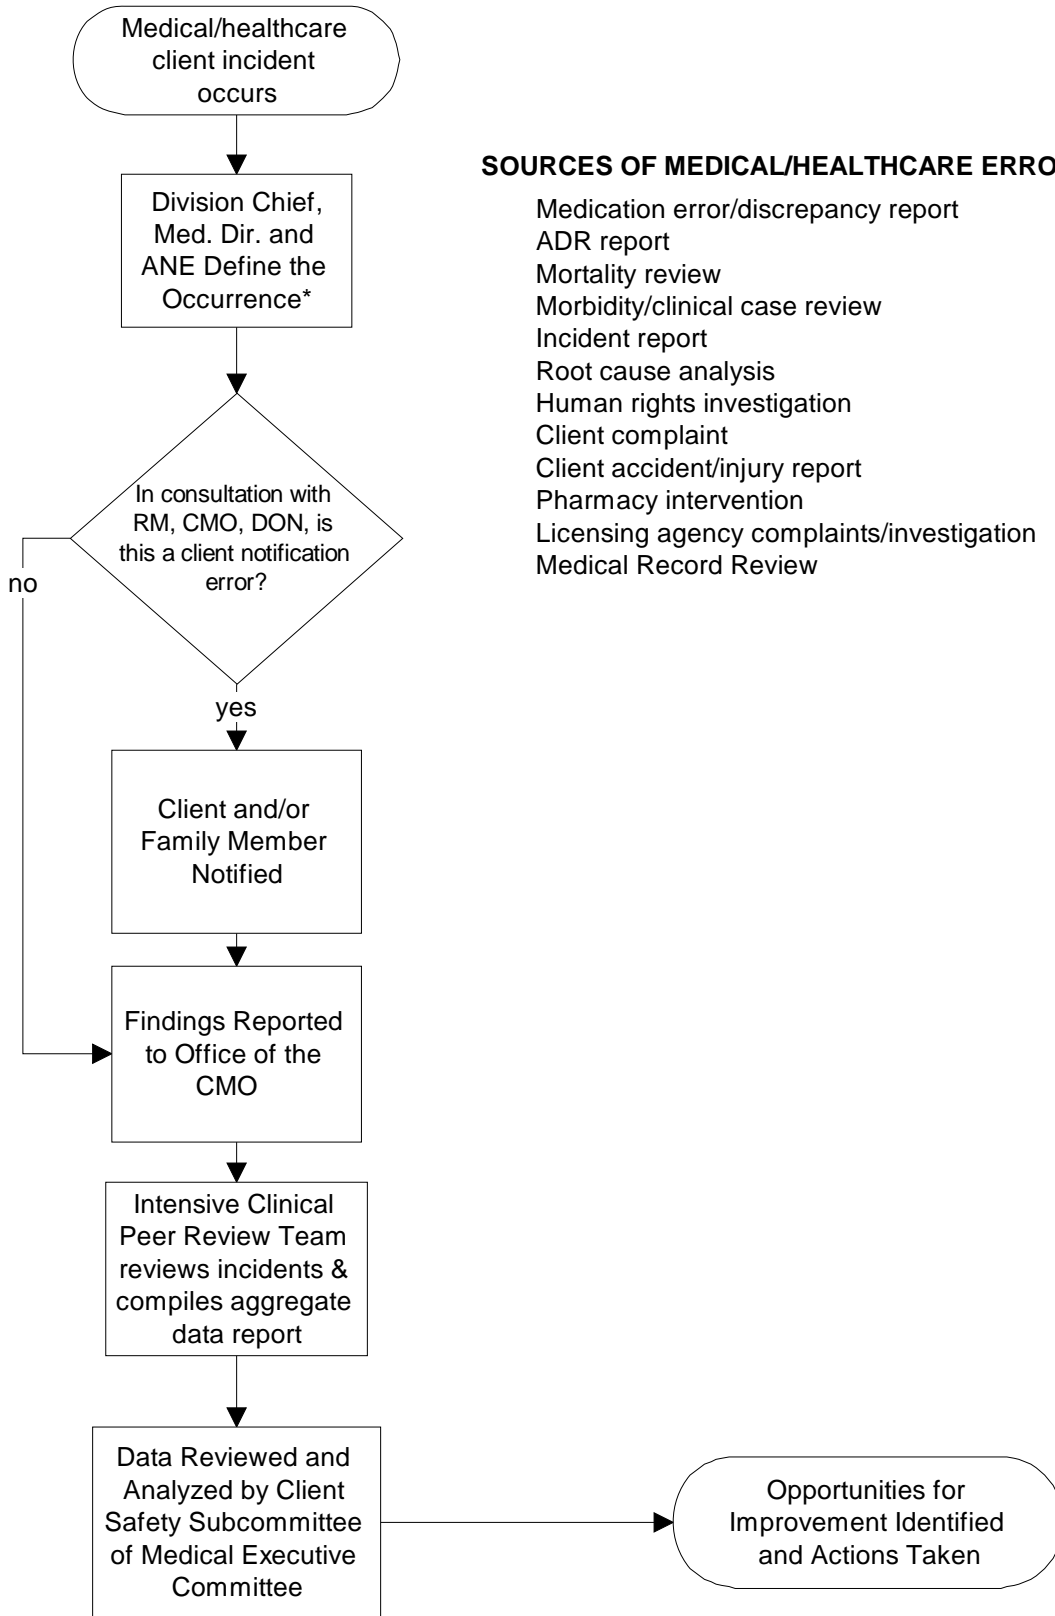 Medical/healthcare
client incident
occurs
Division Chief,
Med. Dir. and
ANE Define the
Occurrence*
In consultation with
RM, CMO, DON, is
this a client notification
error?
no
yes
Client and/or
Family Member
Notified
Findings Reported
to Office of the
CMO
Intensive Clinical
Peer Review Team
reviews incidents &
compiles aggregate
data report
Data Reviewed and
Analyzed by Client
Safety Subcommittee
of Medical Executive
Committee
Opportunities for
Improvement Identified
and Actions Taken
SOURCES OF MEDICAL/HEALTHCARE ERRO
Medication error/discrepancy report
ADR report
Mortality review
Morbidity/clinical case review
Incident report
Root cause analysis
Human rights investigation
Client complaint
Client accident/injury report
Pharmacy intervention
Licensing agency complaints/investigation
Medical Record Review